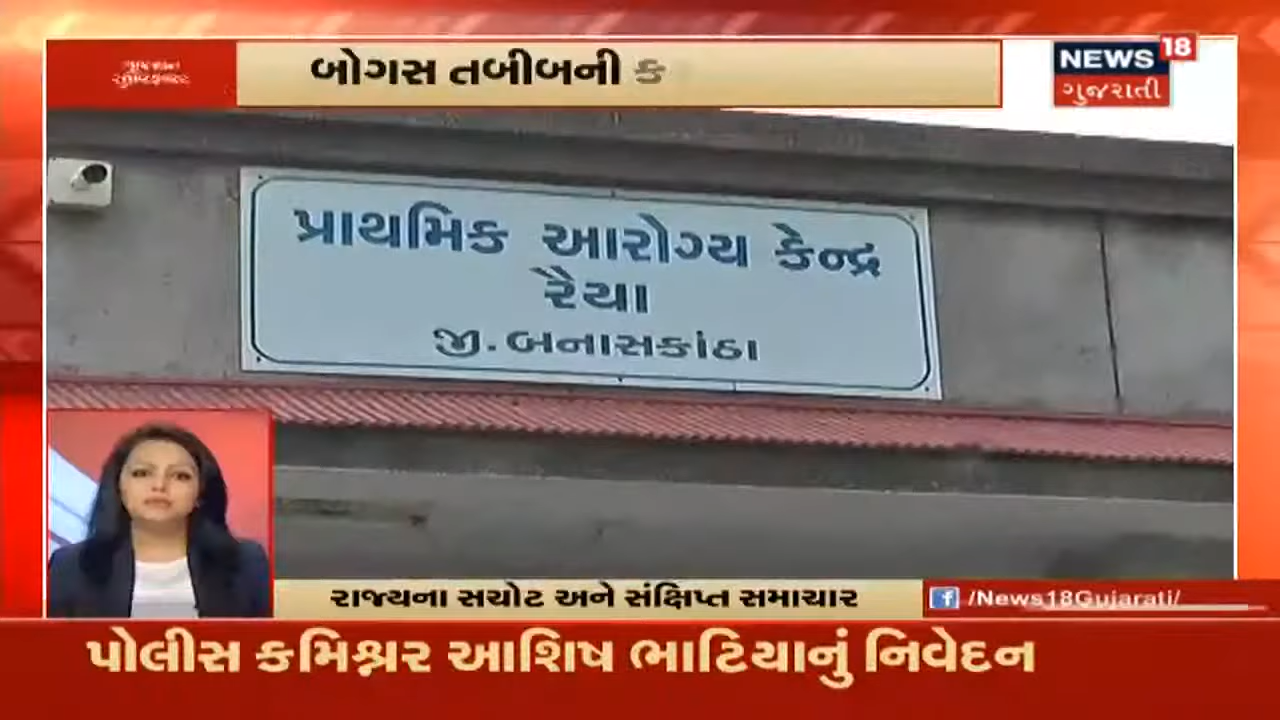 બોગસ તબીબની ક
NEWS 18
ગુજરાતી
પ્રાથમિક આરોગ્ય કેન્દ્ર
રૈયા
જી. બનાસકાંઠા
રાજ્યના સચોટ અને સંક્ષિપ્ત સમાચાર
/News18Gujarati/
પોલીસ કમિશ્નર આશિષ ભાટિયાનું નિવેદન